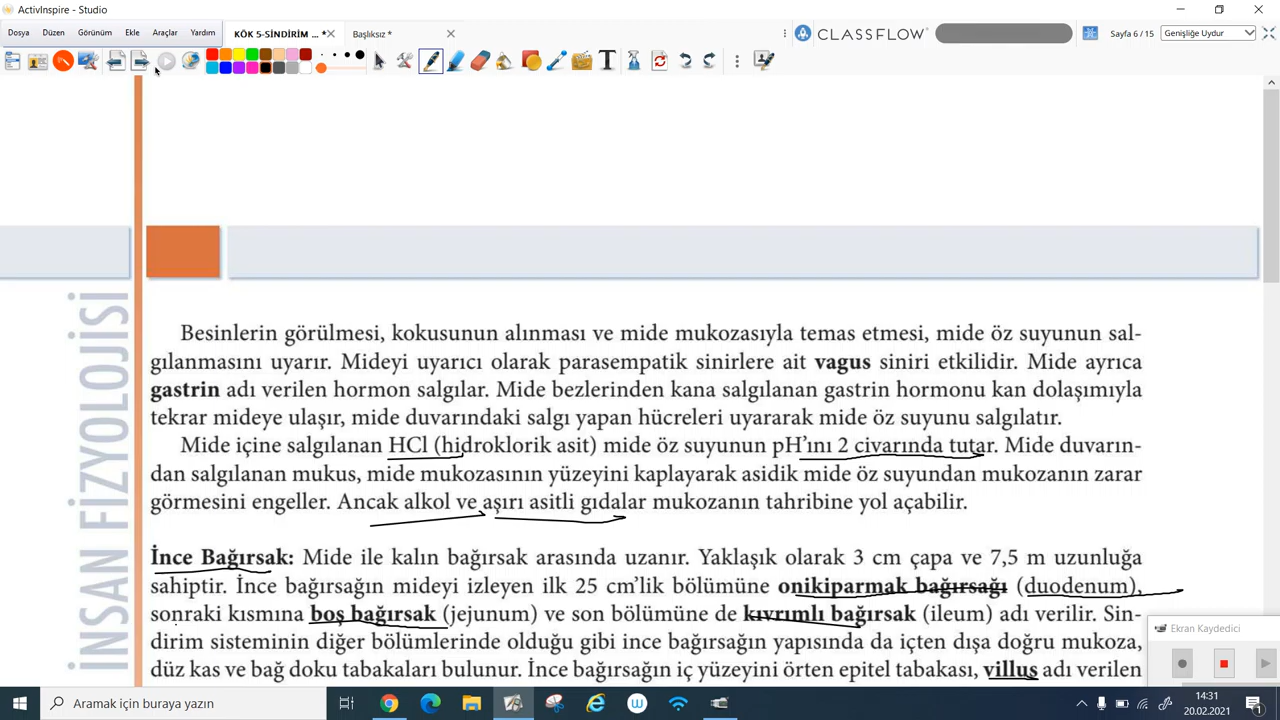 ActivInspire - Studio
Dosya Düzen Görünüm Ekle Araçlar Yardım
KÖK 5-SİNDİRİM ... *
Başlıksız *
CLASSFLOW
Sayfa 6 / 15
Genişliğe Uydur
İNSAN FİZYOLOJİSİ
Besinlerin görülmesi, kokusunun alınması ve mide mukozasıyla temas etmesi, mide öz suyunun sal-
gılanmasını uyarır. Mideyi uyarıcı olarak parasempatik sinirlere ait vagus siniri etkilidir. Mide ayrıca
gastrin adı verilen hormon salgılar. Mide bezlerinden kana salgılanan gastrin hormonu kan dolaşımıyla
tekrar mideye ulaşır, mide duvarındaki salgı yapan hücreleri uyararak mide öz suyunu salgılatır.
Mide içine salgılanan HCl (hidroklorik asit) mide öz suyunun pH’ını 2 civarında tutar. Mide duvarın-
dan salgılanan mukus, mide mukozasının yüzeyini kaplayarak asidik mide öz suyundan mukozanın zarar
görmesini engeller. Ancak alkol ve aşırı asitli gıdalar mukozanın tahribine yol açabilir.
İnce Bağırsak: Mide ile kalın bağırsak arasında uzanır. Yaklaşık olarak 3 cm çapa ve 7,5 m uzunluğa
sahiptir. İnce bağırsağın mideyi izleyen ilk 25 cm’lik bölümüne onikiparmak bağırsağı (duodenum),
sonraki kısmına boş bağırsak (jejunum) ve son bölümüne de kıvrımlı bağırsak (ileum) adı verilir. Sin-
dirim sisteminin diğer bölümlerinde olduğu gibi ince bağırsağın yapısında da içten dışa doğru mukoza,
düz kas ve bağ doku tabakaları bulunur. İnce bağırsağın iç yüzeyini örten epitel tabakası, villus adı verilen
Ekran Kaydedici
Aramak için buraya yazın
14:31
20.02.2021